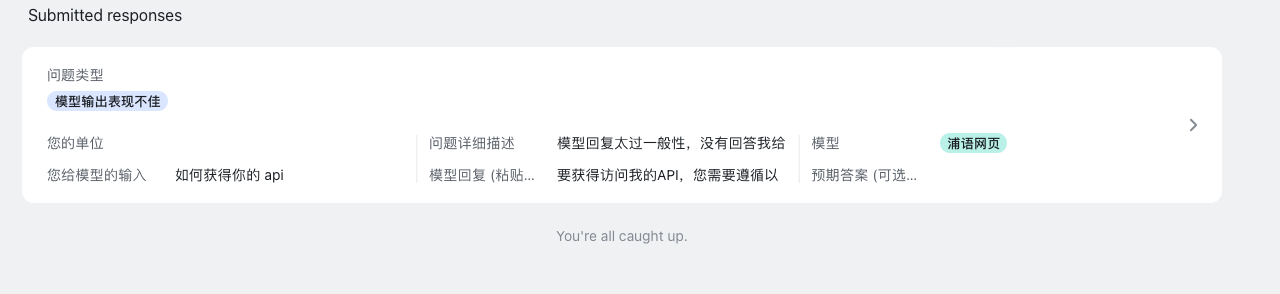 Submitted responses
问题类型
模型输出表现不佳
您的单位
问题详细描述 模型回复太过一般性，没有回答我给
模型 浦语网页
您给模型的输入 如何获得你的 api
模型回复 (粘贴... 要获得访问我的API，您需要遵循以
预期答案 (可选...
You're all caught up.